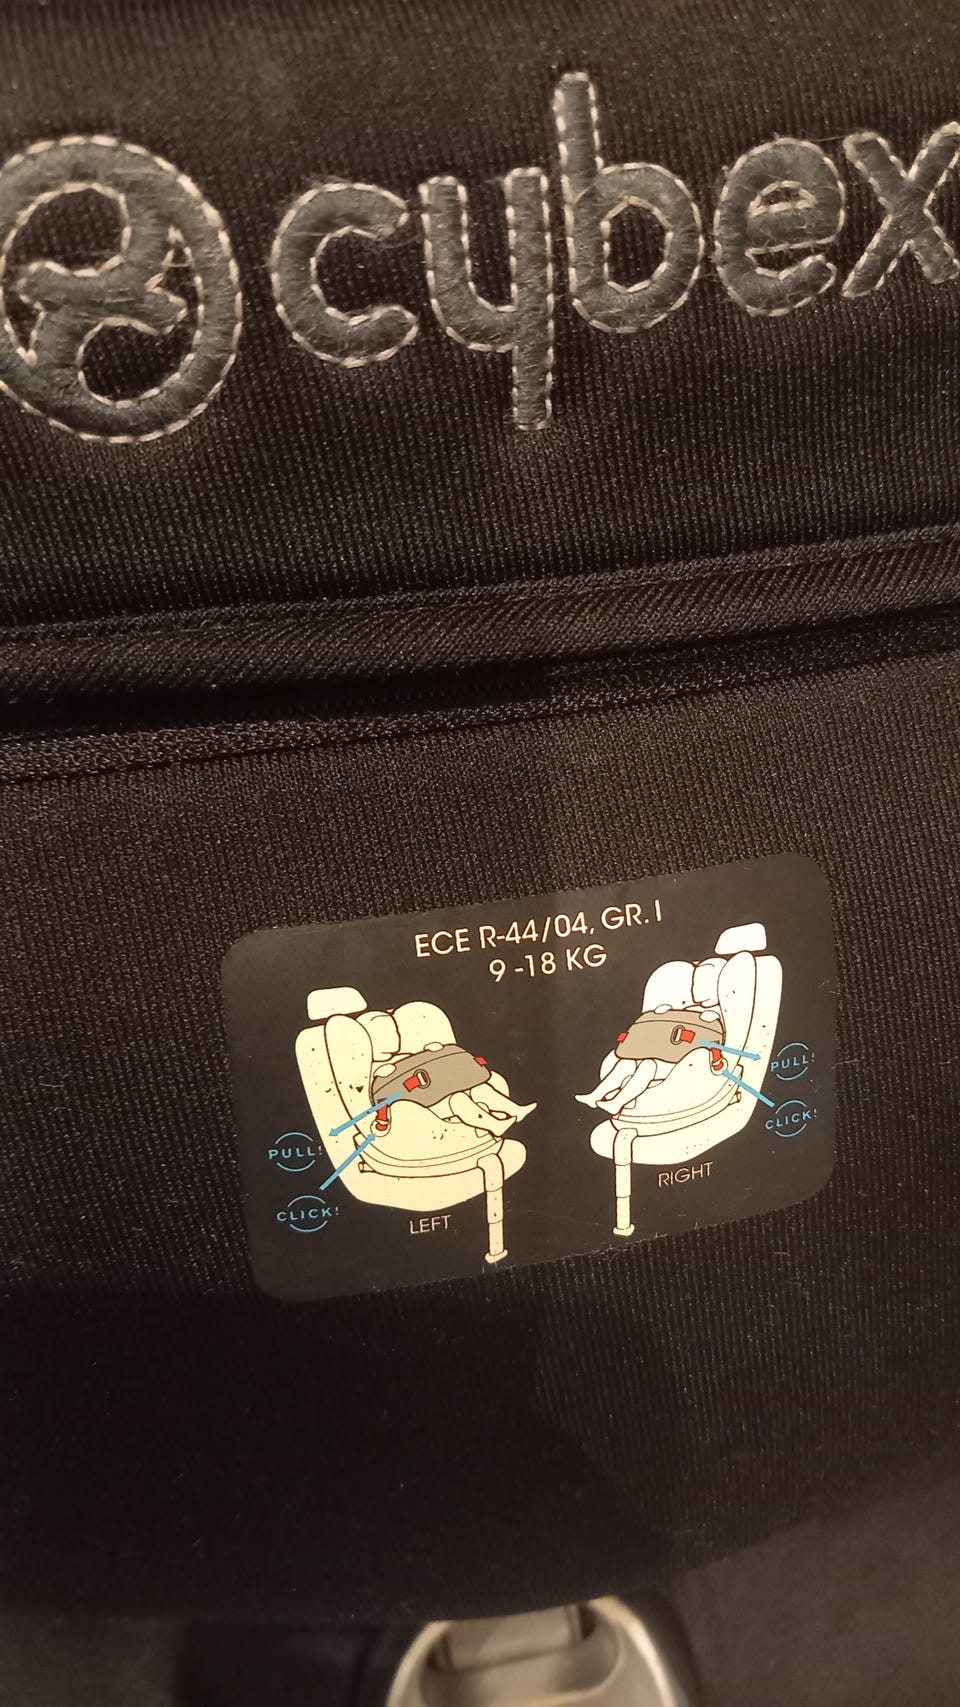 cybex
ECE R-44/04, GR. I
9 -18 KG
PULL!
CLICK!
LEFT
PULL!
CLICK!
RIGHT